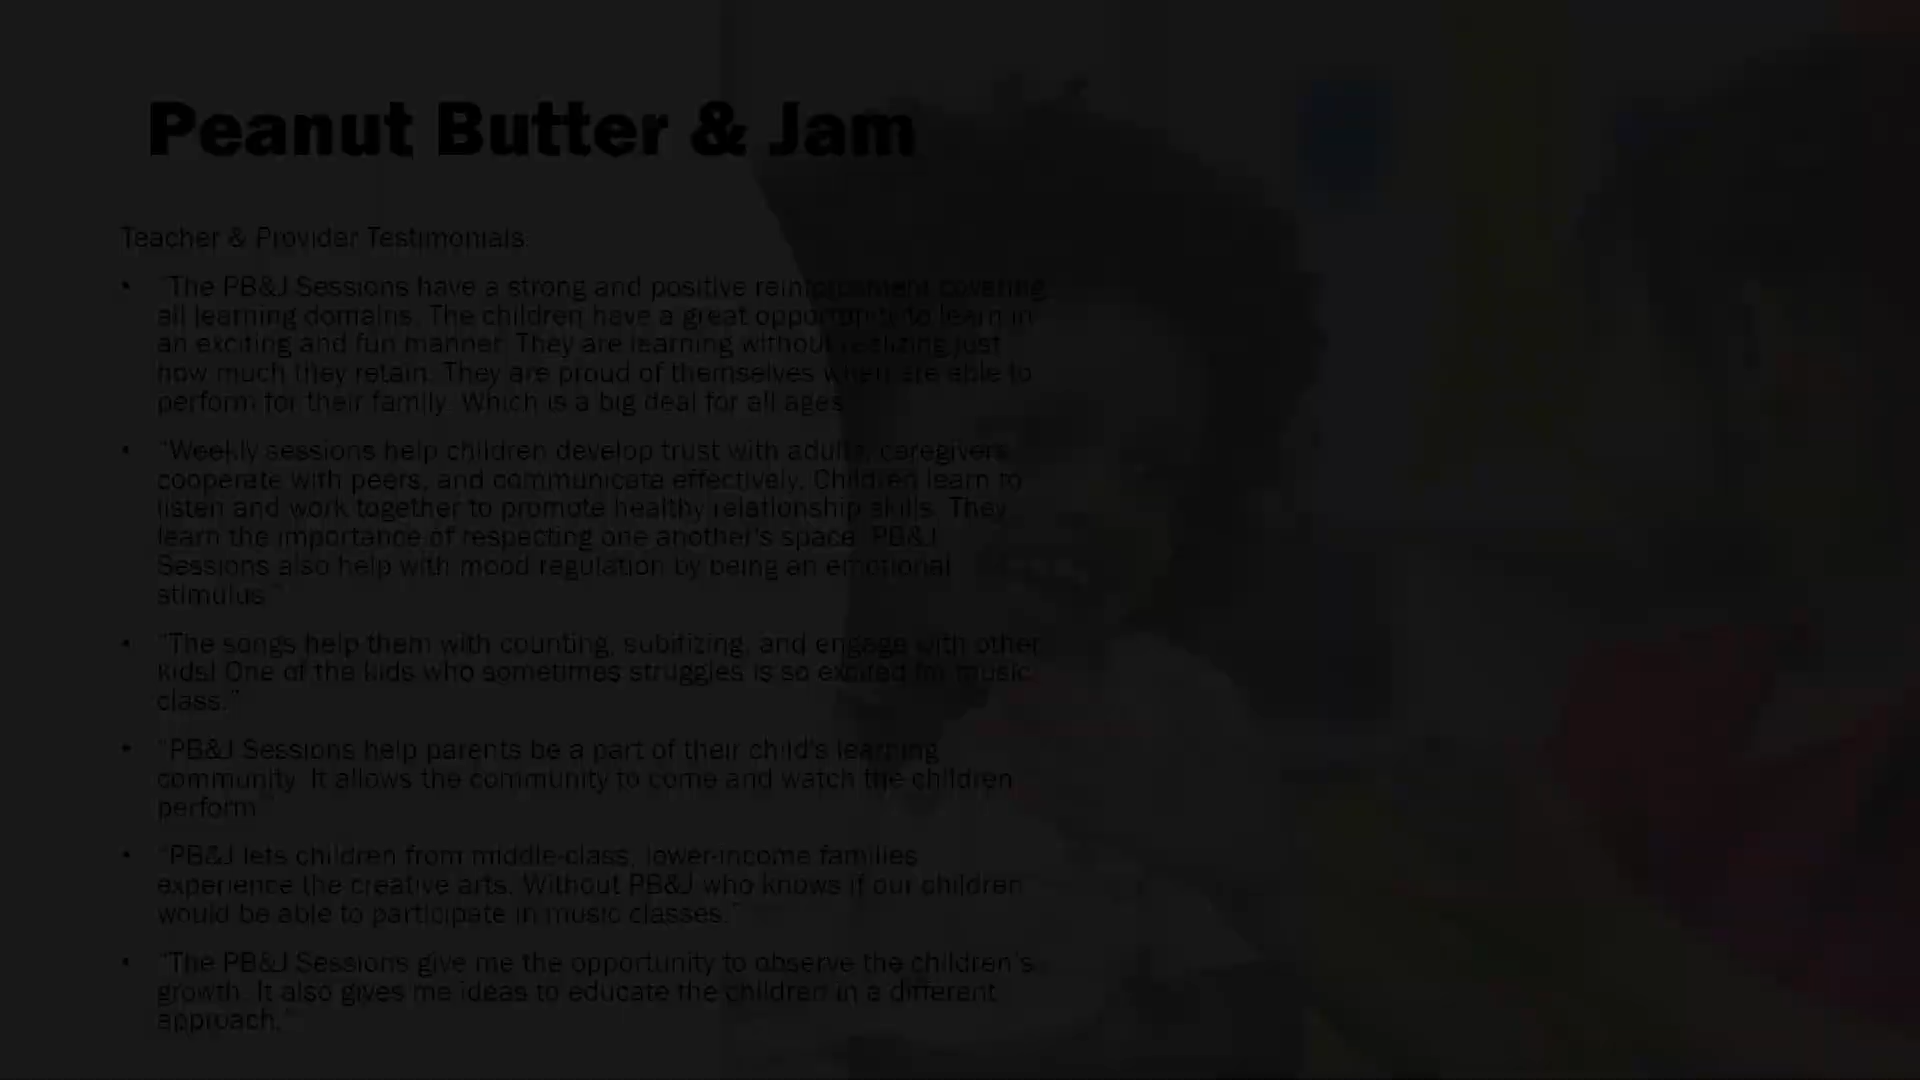 Peanut Butter & Jam
Teacher & Provider Testimonials:
• "The PB&J Sessions have a strong and positive reinforcement covering
all learning domains. The children have a great opportunity to learn in
an exciting and fun manner. They are learning without realizing just
how much they retain. They are proud of themselves when are able to
perform for their family. Which is a big deal for all ages.
• "Weekly sessions help children develop trust with adults, caregivers,
cooperate with peers, and communicate effectively. Children learn to
listen and work together to promote healthy relationship skills. They
learn the importance of respecting one another's space. PB&J
Sessions also help with mood regulation by being an emotional
stimulus."
• "The songs help them with counting, subitizing, and engage with other
kids! One of the kids who sometimes struggles is so excited for music
class."
• "PB&J Sessions help parents be a part of their child's learning
community. It allows the community to come and watch the children
perform."
• "PB&J lets children from middle-class, lower-income families
experience the creative arts. Without PB&J who knows if our children
would be able to participate in music classes."
• "The PB&J Sessions give me the opportunity to observe the children's
growth. It also gives me ideas to educate the children in a different
approach."